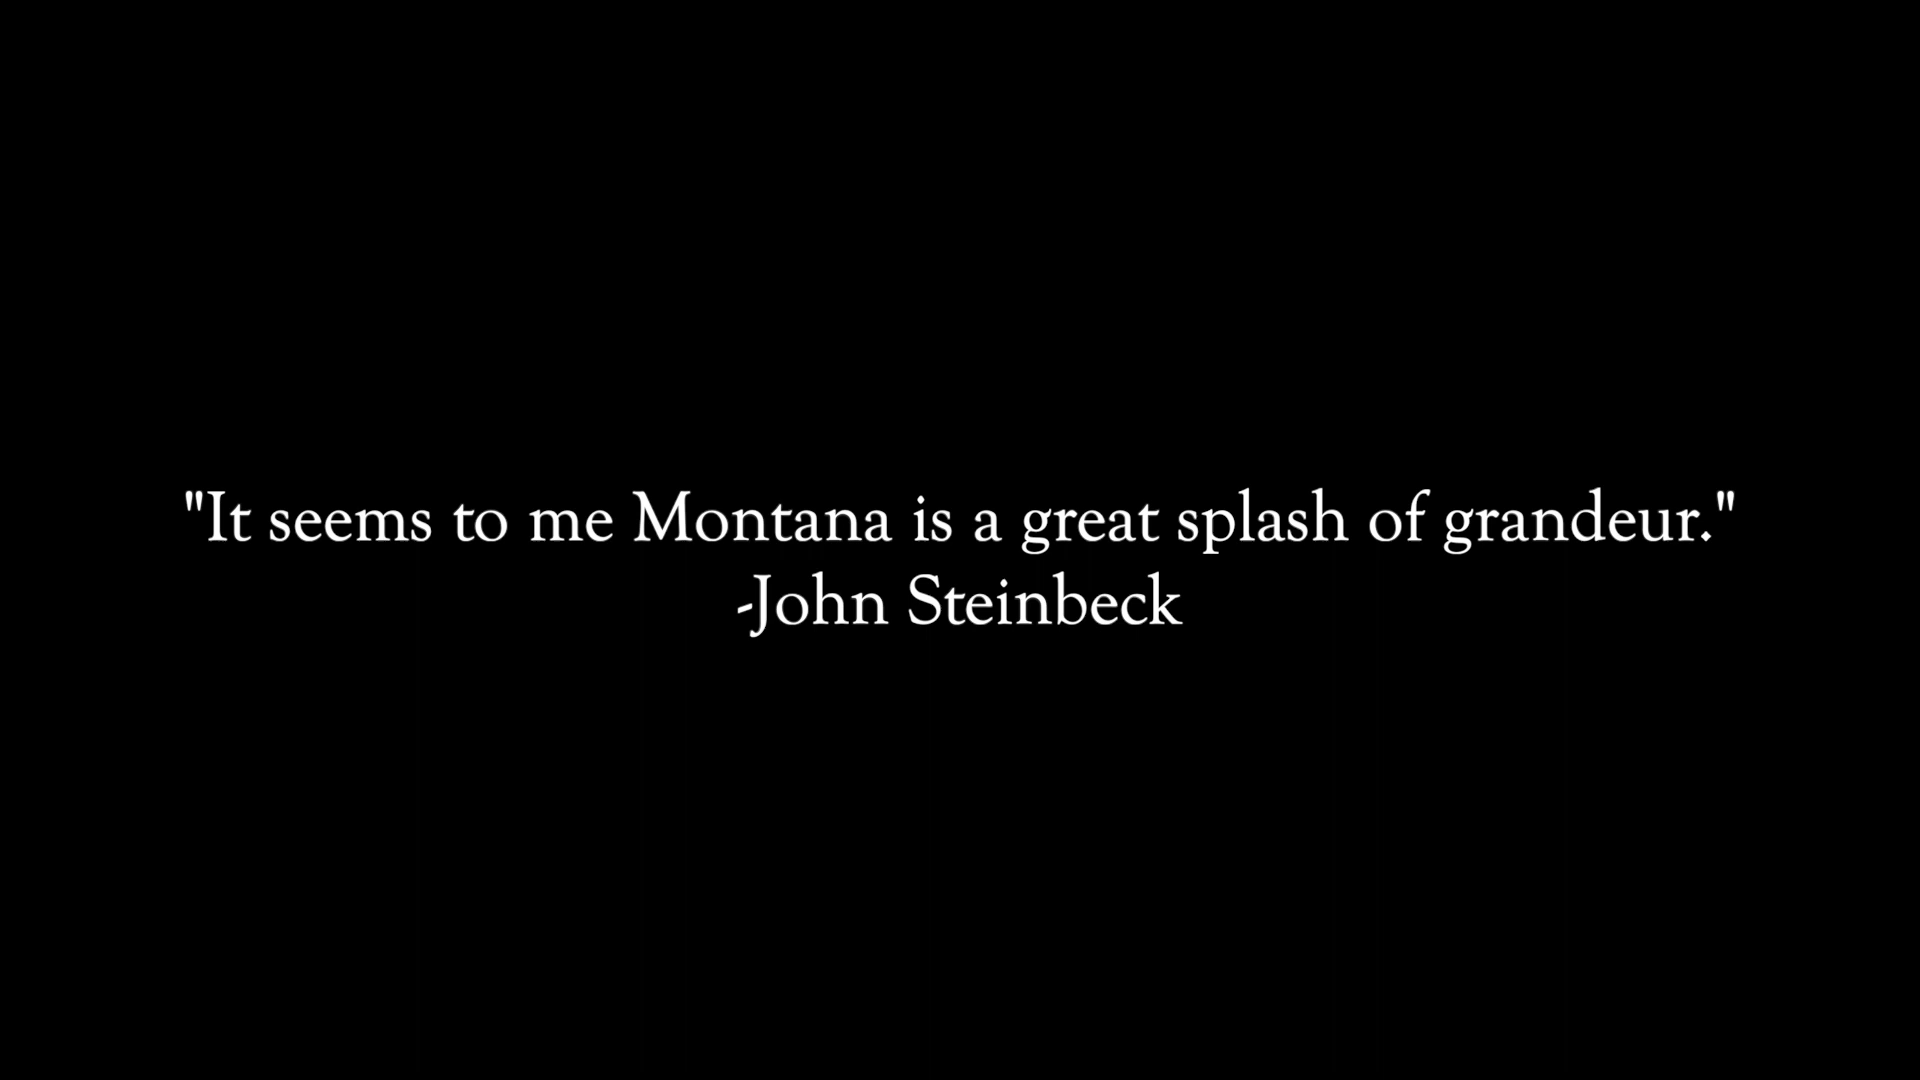 "It seems to me Montana is a great splash of grandeur."
-John Steinbeck